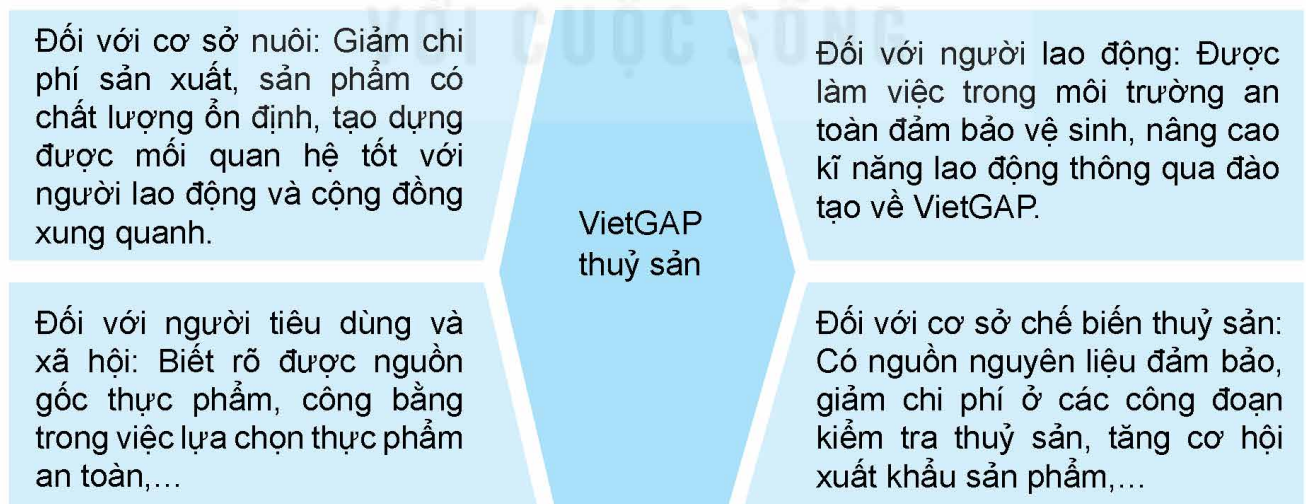 VỚI CUỘC SỐNG
Đối với cơ sở nuôi: Giảm chi
phí sản xuất, sản phẩm có
chất lượng ổn định, tạo dựng
được mối quan hệ tốt với
người lao động và cộng đồng
xung quanh.
Đối với người lao động: Được
làm việc trong môi trường an
toàn đảm bảo vệ sinh, nâng cao
kĩ năng lao động thông qua đào
tạo về VietGAP.
VietGAP
thuỷ sản
Đối với người tiêu dùng và
xã hội: Biết rõ được nguồn
gốc thực phẩm, công bằng
trong việc lựa chọn thực phẩm
an toàn,...
Đối với cơ sở chế biến thuỷ sản:
Có nguồn nguyên liệu đảm bảo,
giảm chi phí ở các công đoạn
kiểm tra thuỷ sản, tăng cơ hội
xuất khẩu sản phẩm,...